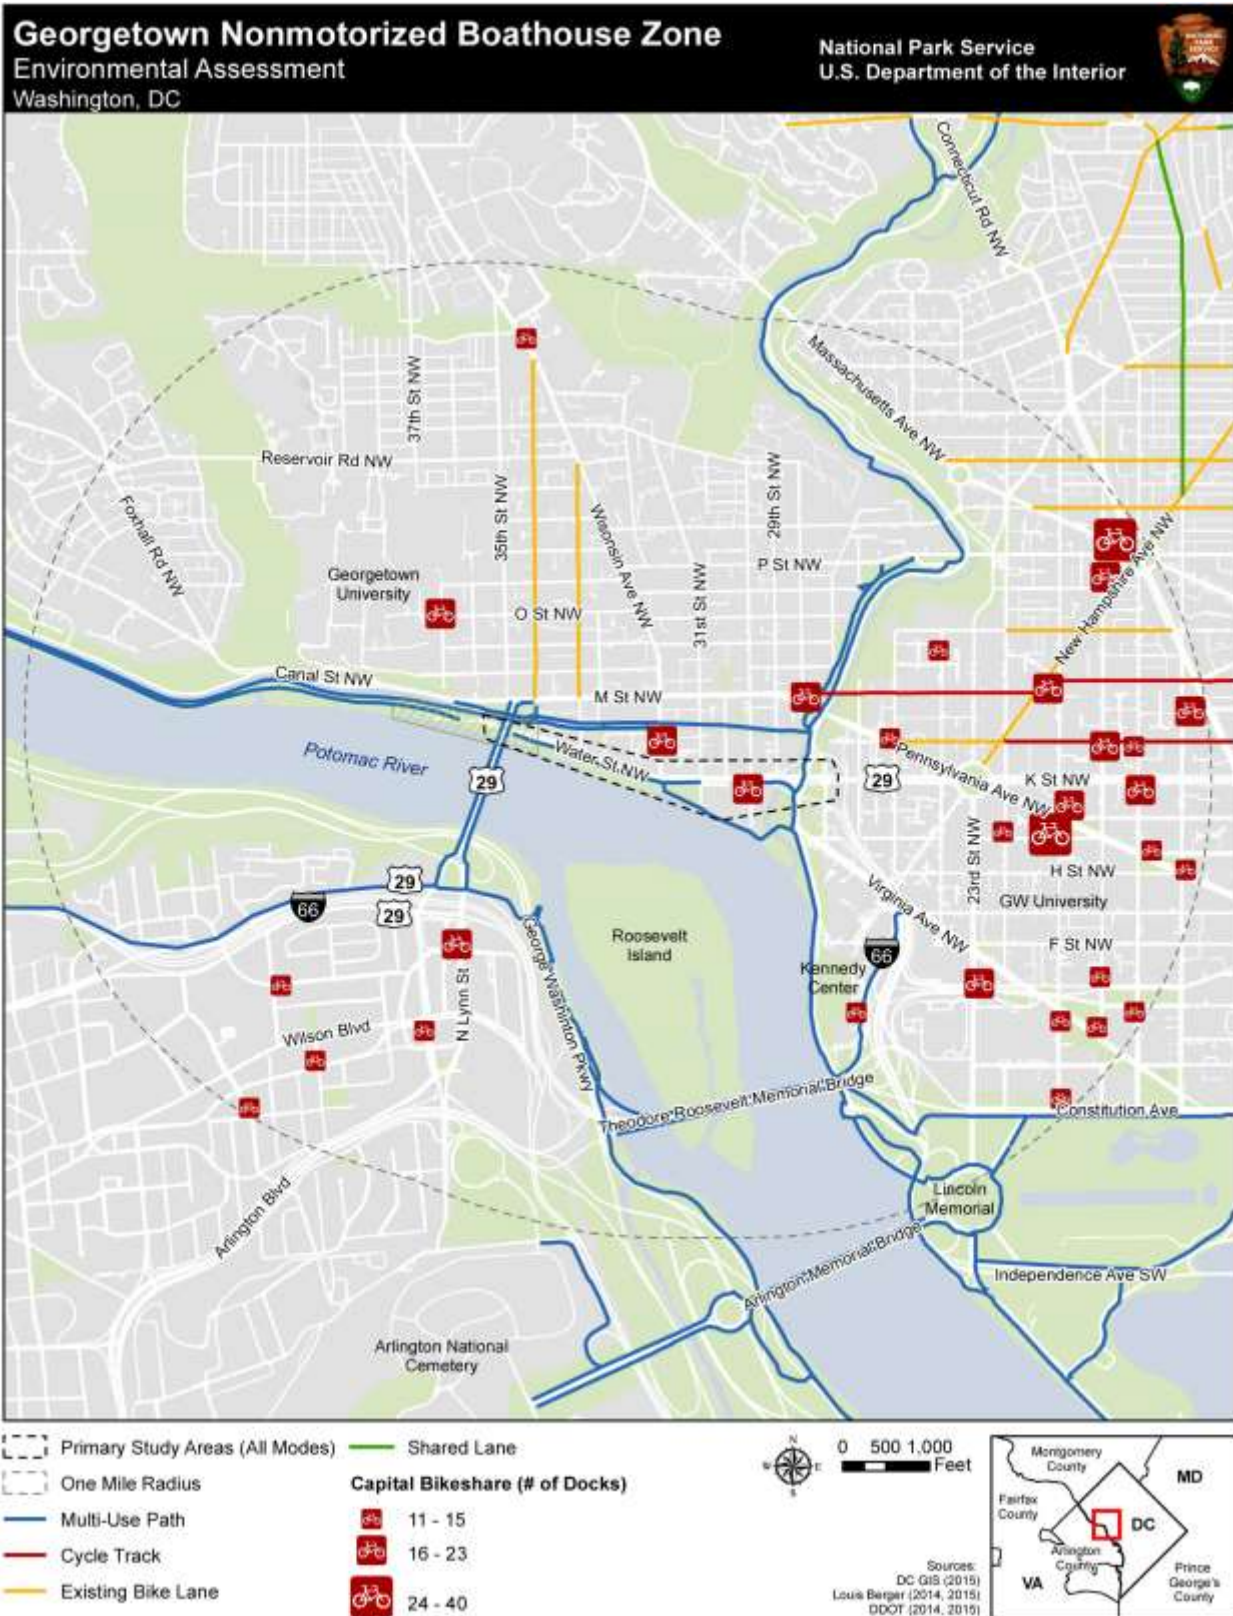 Georgetown Nonmotorized Boathouse Zone
Environmental Assessment
Washington, DC
National Park Service
U.S. Department of the Interior
NATIONAL
PARK
SERVICE
Connecticut Rd NW
Massachusetts Ave NW
37th St NW
Reservoir Rd NW
Foxhall Rd NW
35th St NW
Wisonsin Ave NW
29th St NW
P St NW
31st St NW
New Hampshire Ave NW
Georgetown
University
O St NW
Canal St NW
M St NW
Potomac River
Water St NW
29
29
Pennsylvania Ave NW
K St NW
23rd St NW
H St NW
GW University
Virginia Ave NW
F St NW
29
66
29
66
Roosevelt
Island
Kennedy
Center
George Washinton Pkwy
N Lynn St
Wilson Blvd
Theodore Roosevelt Memorial Bridge
Constitution Ave
Lincoln
Memorial
Arlington Blvd
Arlington Memorial Bridge
Independence Ave SW
Arlington National
Cemetery
Primary Study Areas (All Modes)
One Mile Radius
Multi-Use Path
Cycle Track
Existing Bike Lane
Shared Lane
Capital Bikeshare (# of Docks)
11 - 15
16 - 23
24 - 40
N
W E
S
0 500 1,000
Feet
Sources:
DC GIS (2015)
Louis Berger (2014, 2015)
DDOT (2014, 2015)
Montgomery
County
MD
Fairfax
County
DC
Arlington
County
VA
Prince
George's
County